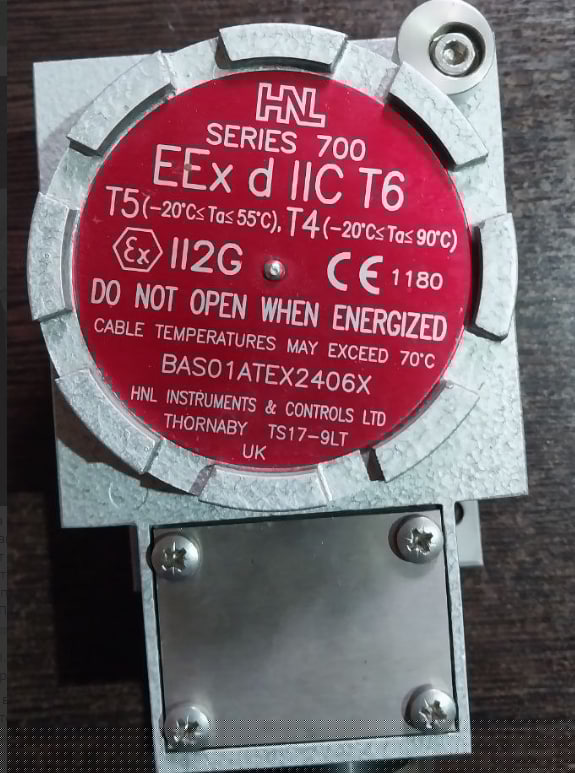 HNL
SERIES 700
EEx d IIC T6
T5(-20°C≤ Ta≤ 55°C), T4(-20°C≤Ta≤90°C)
Ex II2G CE 1180
DO NOT OPEN WHEN ENERGIZED
CABLE TEMPERATURES MAY EXCEED 70°C
BAS01ATEX2406X
HNL INSTRUMENTS & CONTROLS LTD
THORNABY TS17-9LT
UK